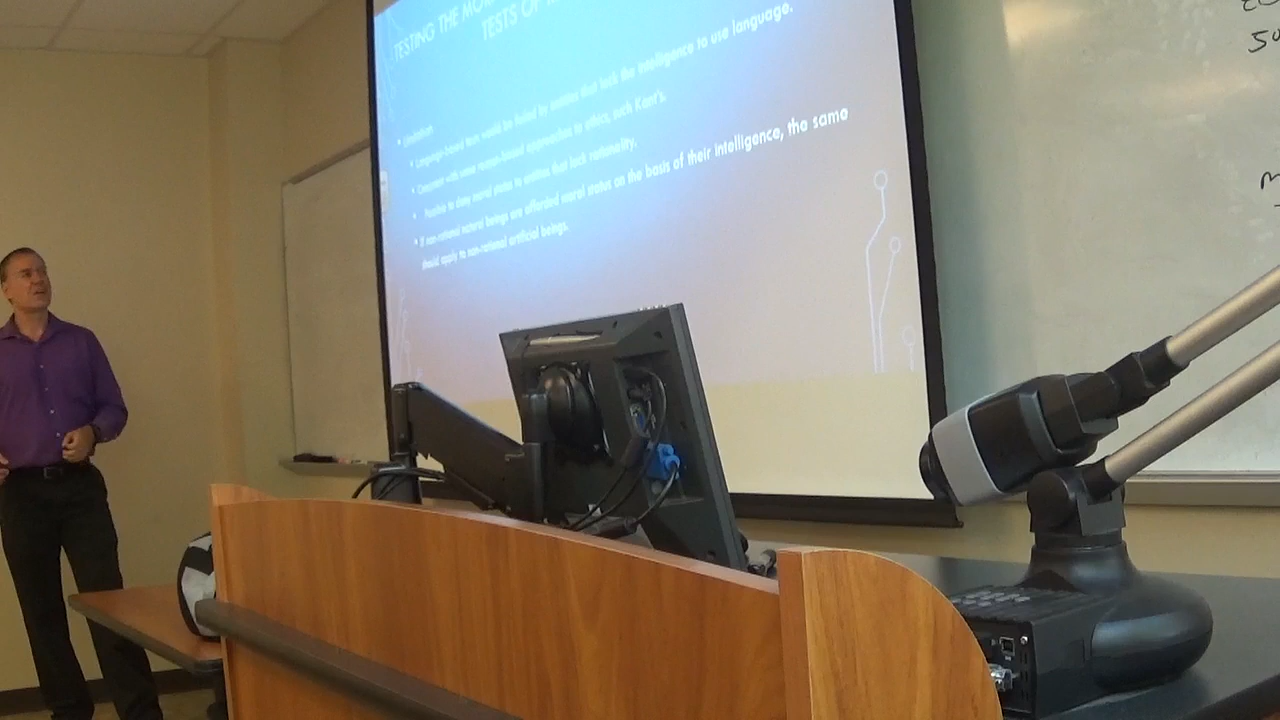 TESTING THE MO
TESTS OF
• Limitation
• Language-based tests would be failed by entities that lack the intelligence to use language.
• Consistent with some reason-based approaches to ethics, such Kant's.
• Possible to deny moral status to entities that lack rationality.
• If non-rational natural beings are afforded moral status on the basis of their intelligence, the same
should apply to non-rational artificial beings.